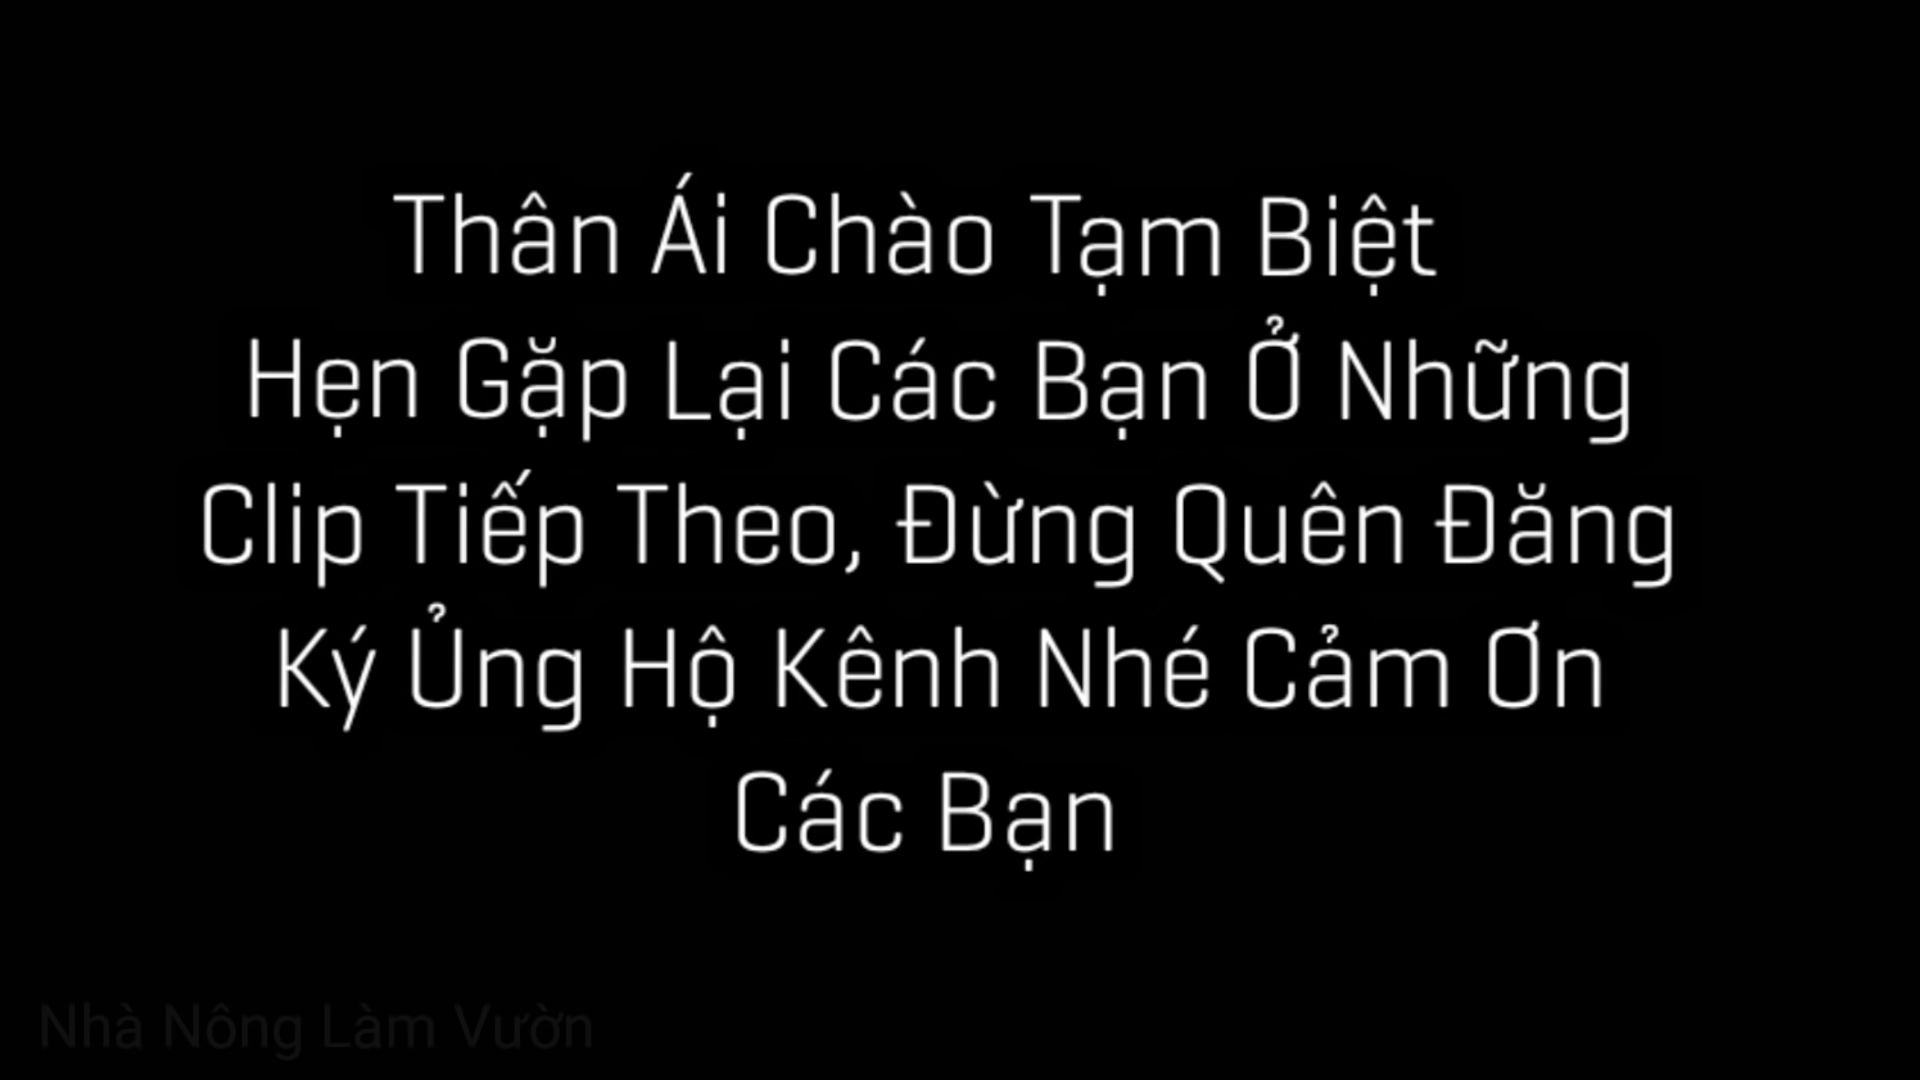 Thân Ái Chào Tạm Biệt
Hẹn Gặp Lại Các Bạn Ở Những
Clip Tiếp Theo, Đừng Quên Đăng
Ký Ủng Hộ Kênh Nhé Cảm Ơn
Các Bạn
Nhà Nông Làm Vườn